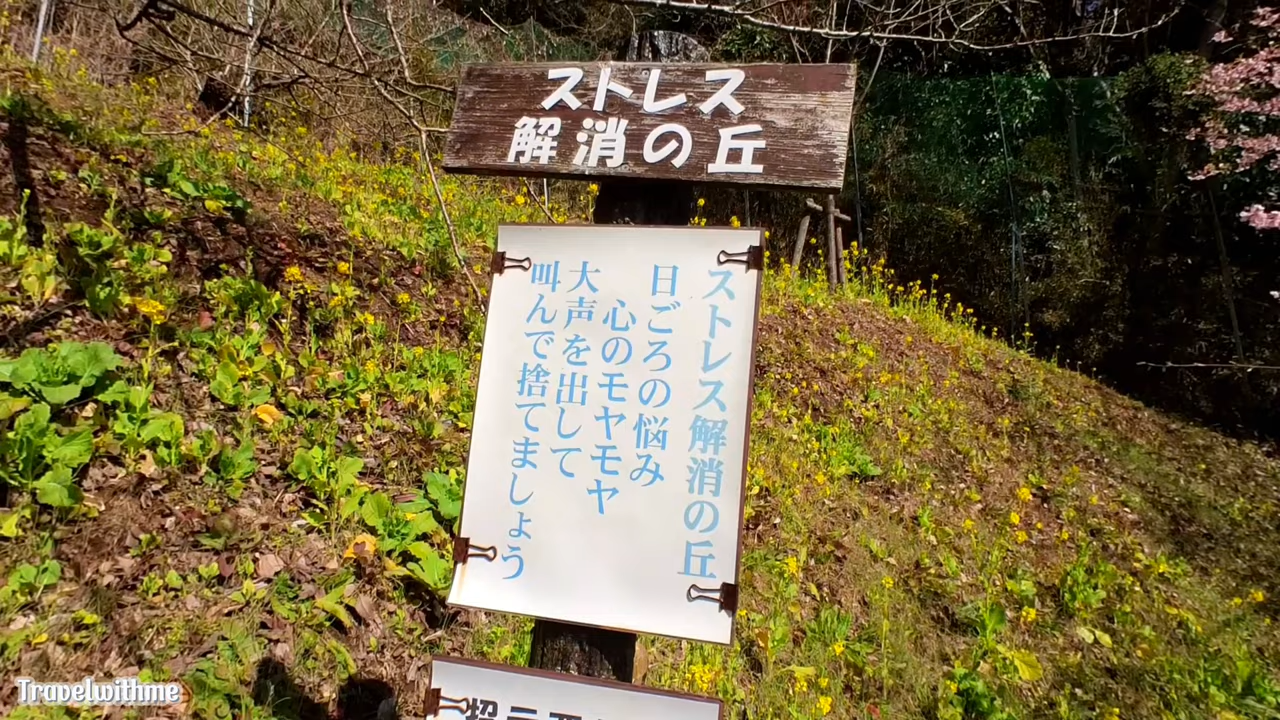 ストレス
解消の丘
ストレス解消の丘
日ごろの悩み
心のモヤモヤ
大声を出して
叫んで捨てましょう
Travelwithme